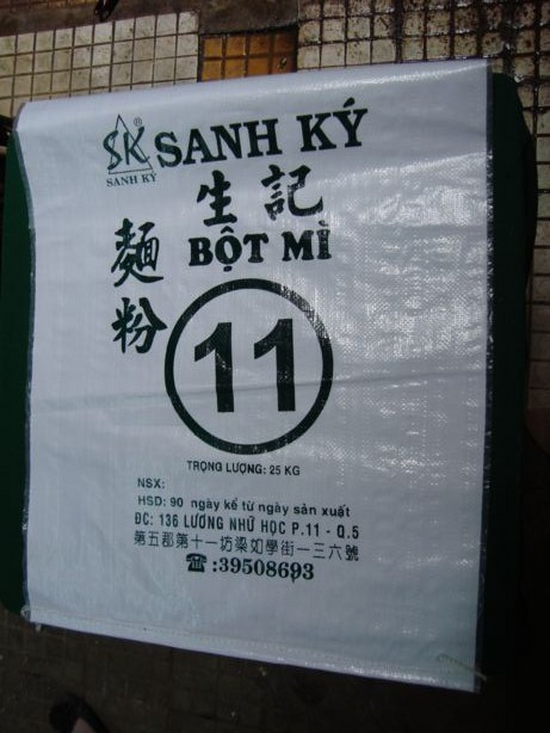 SK®
SANH KÝ
SANH KÝ
生記
BỘT MÌ
麵粉
11
TRỌNG LƯỢNG: 25 KG
NSX:
HSD: 90 ngày kể từ ngày sản xuất
ĐC: 136 LƯƠNG NHỮ HỌC P.11 - Q.5
第五郡第十一坊梁如學街一三六號
☎:39508693